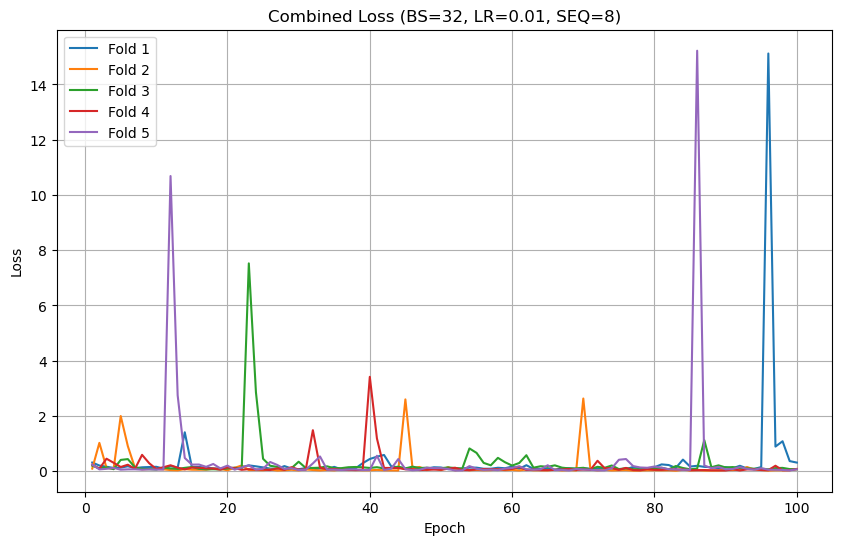 Combined Loss (BS=32, LR=0.01, SEQ=8)
Fold 1
Fold 2
Fold 3
Fold 4
Fold 5
Loss
14
12
10
8
6
4
2
0
0 20 40 60 80 100
Epoch